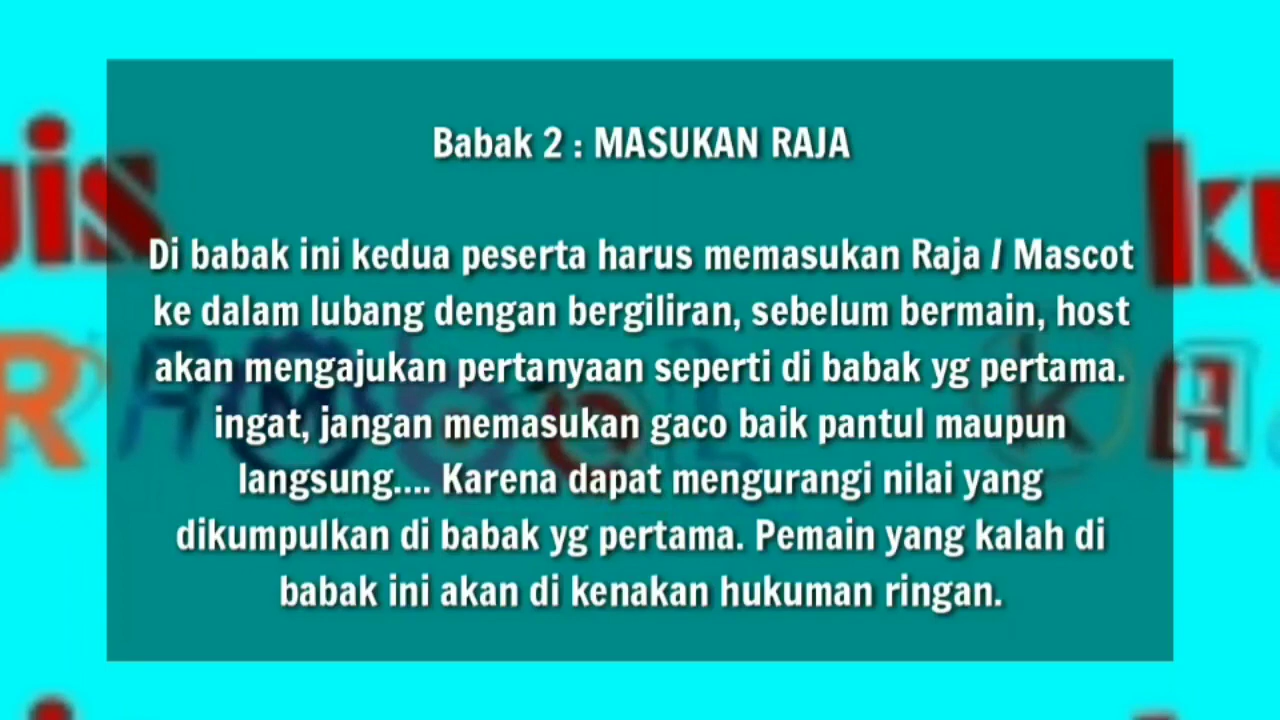 Babak 2 : MASUKAN RAJA
Di babak ini kedua peserta harus memasukan Raja / Mascot
ke dalam lubang dengan bergiliran, sebelum bermain, host
akan mengajukan pertanyaan seperti di babak yg pertama.
ingat, jangan memasukan gaco baik pantul maupun
langsung.... Karena dapat mengurangi nilai yang
dikumpulkan di babak yg pertama. Pemain yang kalah di
babak ini akan di kenakan hukuman ringan.